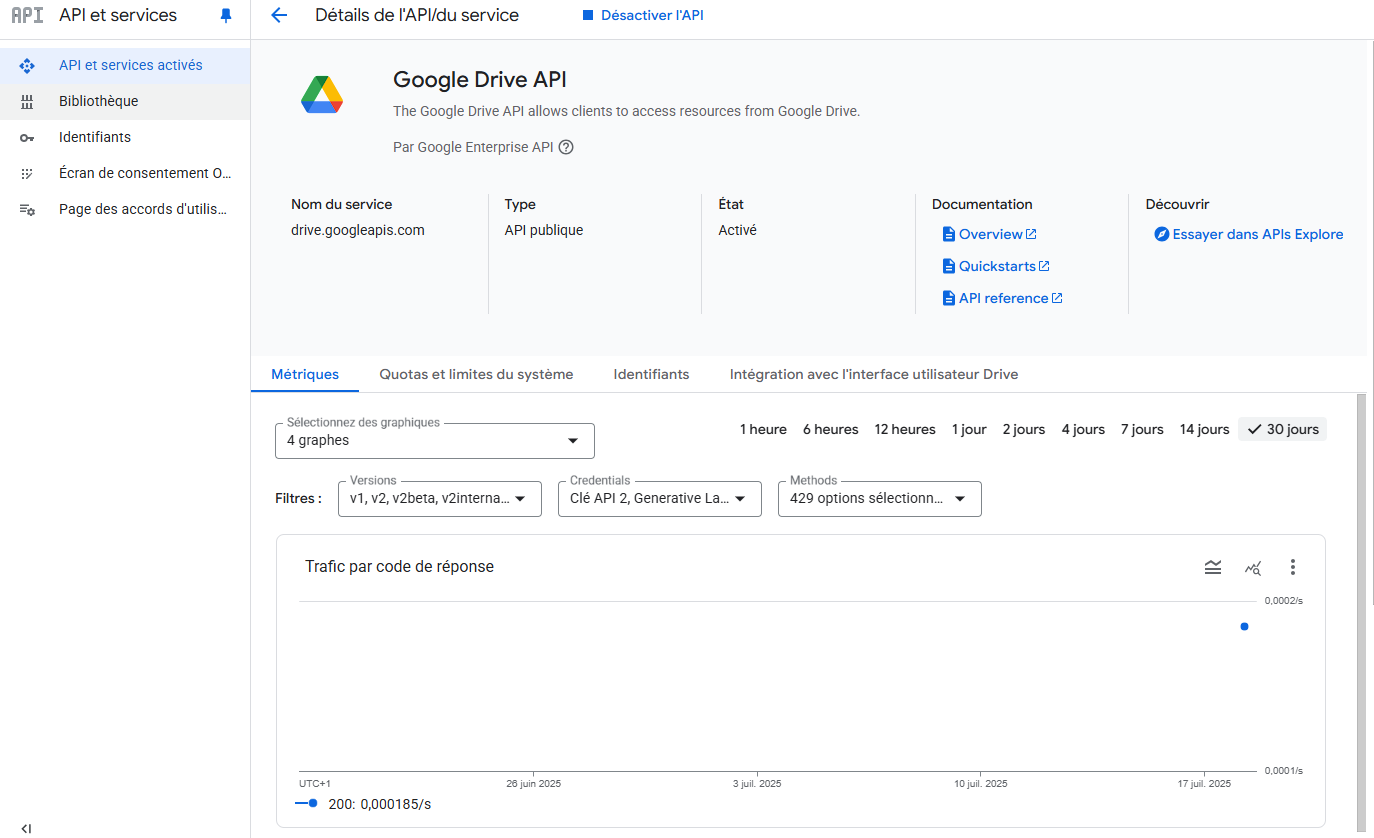 API API et services
Détails de l'API/du service
Désactiver l'API
API et services activés
Bibliothèque
Identifiants
Écran de consentement O…
Page des accords d'utilis…
Google Drive API
The Google Drive API allows clients to access resources from Google Drive.
Par Google Enterprise API
Nom du service
drive.googleapis.com
Type
API publique
État
Activé
Documentation
Overview
Quickstarts
API reference
Découvrir
Essayer dans APIs Explore
Métriques
Quotas et limites du système
Identifiants
Intégration avec l'interface utilisateur Drive
Sélectionnez des graphiques
4 graphes
1 heure 6 heures 12 heures 1 jour 2 jours 4 jours 7 jours 14 jours 30 jours
Filtres :
Versions
v1, v2, v2beta, v2interna…
Credentials
Clé API 2, Generative La…
Methods
429 options sélectionn…
Trafic par code de réponse
0,0002/s
0,0001/s
UTC+1 26 juin 2025 3 juil. 2025 10 juil. 2025 17 juil. 2025
200: 0,000185/s